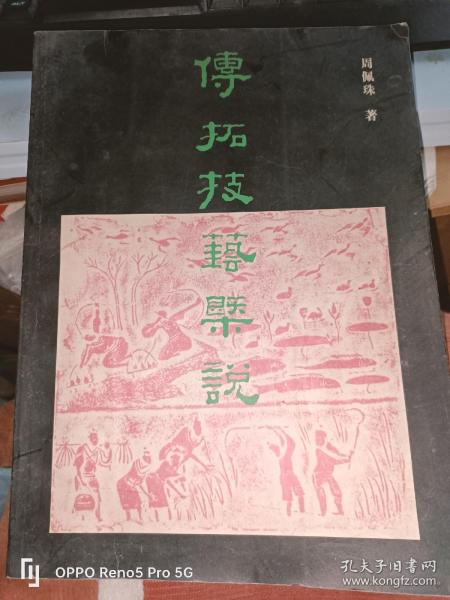 傳拓技藝槩說
周佩珠 著
OPPO Reno5 Pro 5G
孔夫子旧书网
www.kongfz.com